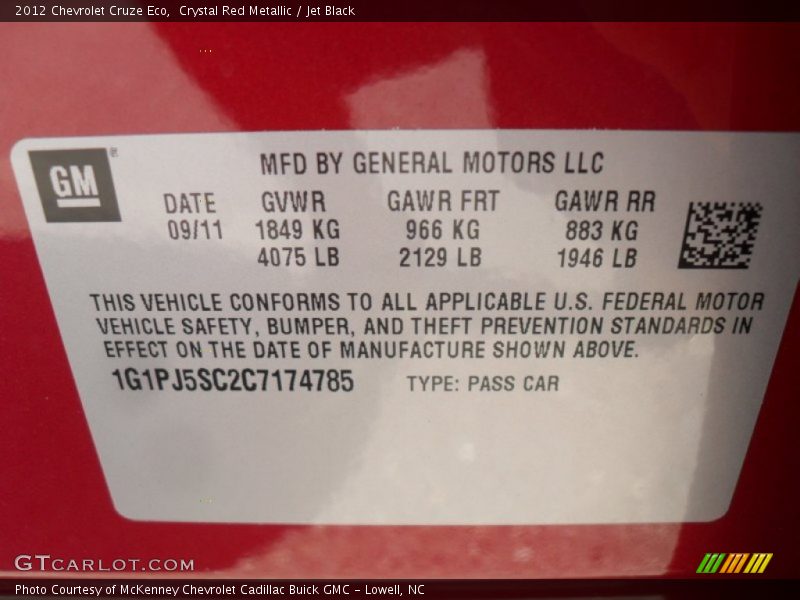 2012 Chevrolet Cruze Eco,  Crystal Red Metallic / Jet Black
GM
MFD BY GENERAL MOTORS LLC
DATE GVWR GAWR FRT GAWR RR
09/11 1849 KG 966 KG 883 KG
4075 LB 2129 LB 1946 LB
THIS VEHICLE CONFORMS TO ALL APPLICABLE U.S. FEDERAL MOTOR
VEHICLE SAFETY, BUMPER, AND THEFT PREVENTION STANDARDS IN
EFFECT ON THE DATE OF MANUFACTURE SHOWN ABOVE.
1G1PJ5SC2C7174785 TYPE: PASS CAR
GTCARLOT.COM
Photo Courtesy of McKenney Chevrolet Cadillac Buick GMC - Lowell, NC